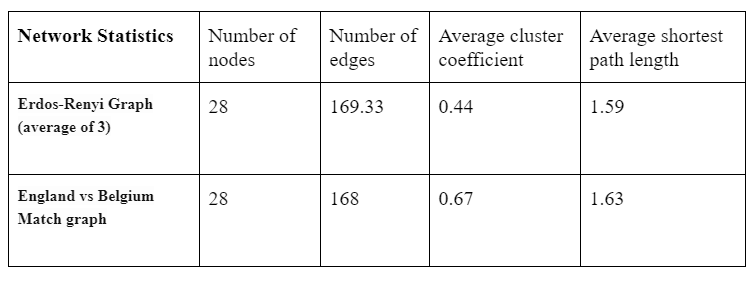 Network Statistics
Number of
nodes
Number of
edges
Average cluster
coefficient
Average shortest
path length
Erdos-Renyi Graph
(average of 3)
28
169.33
0.44
1.59
England vs Belgium
Match graph
28
168
0.67
1.63